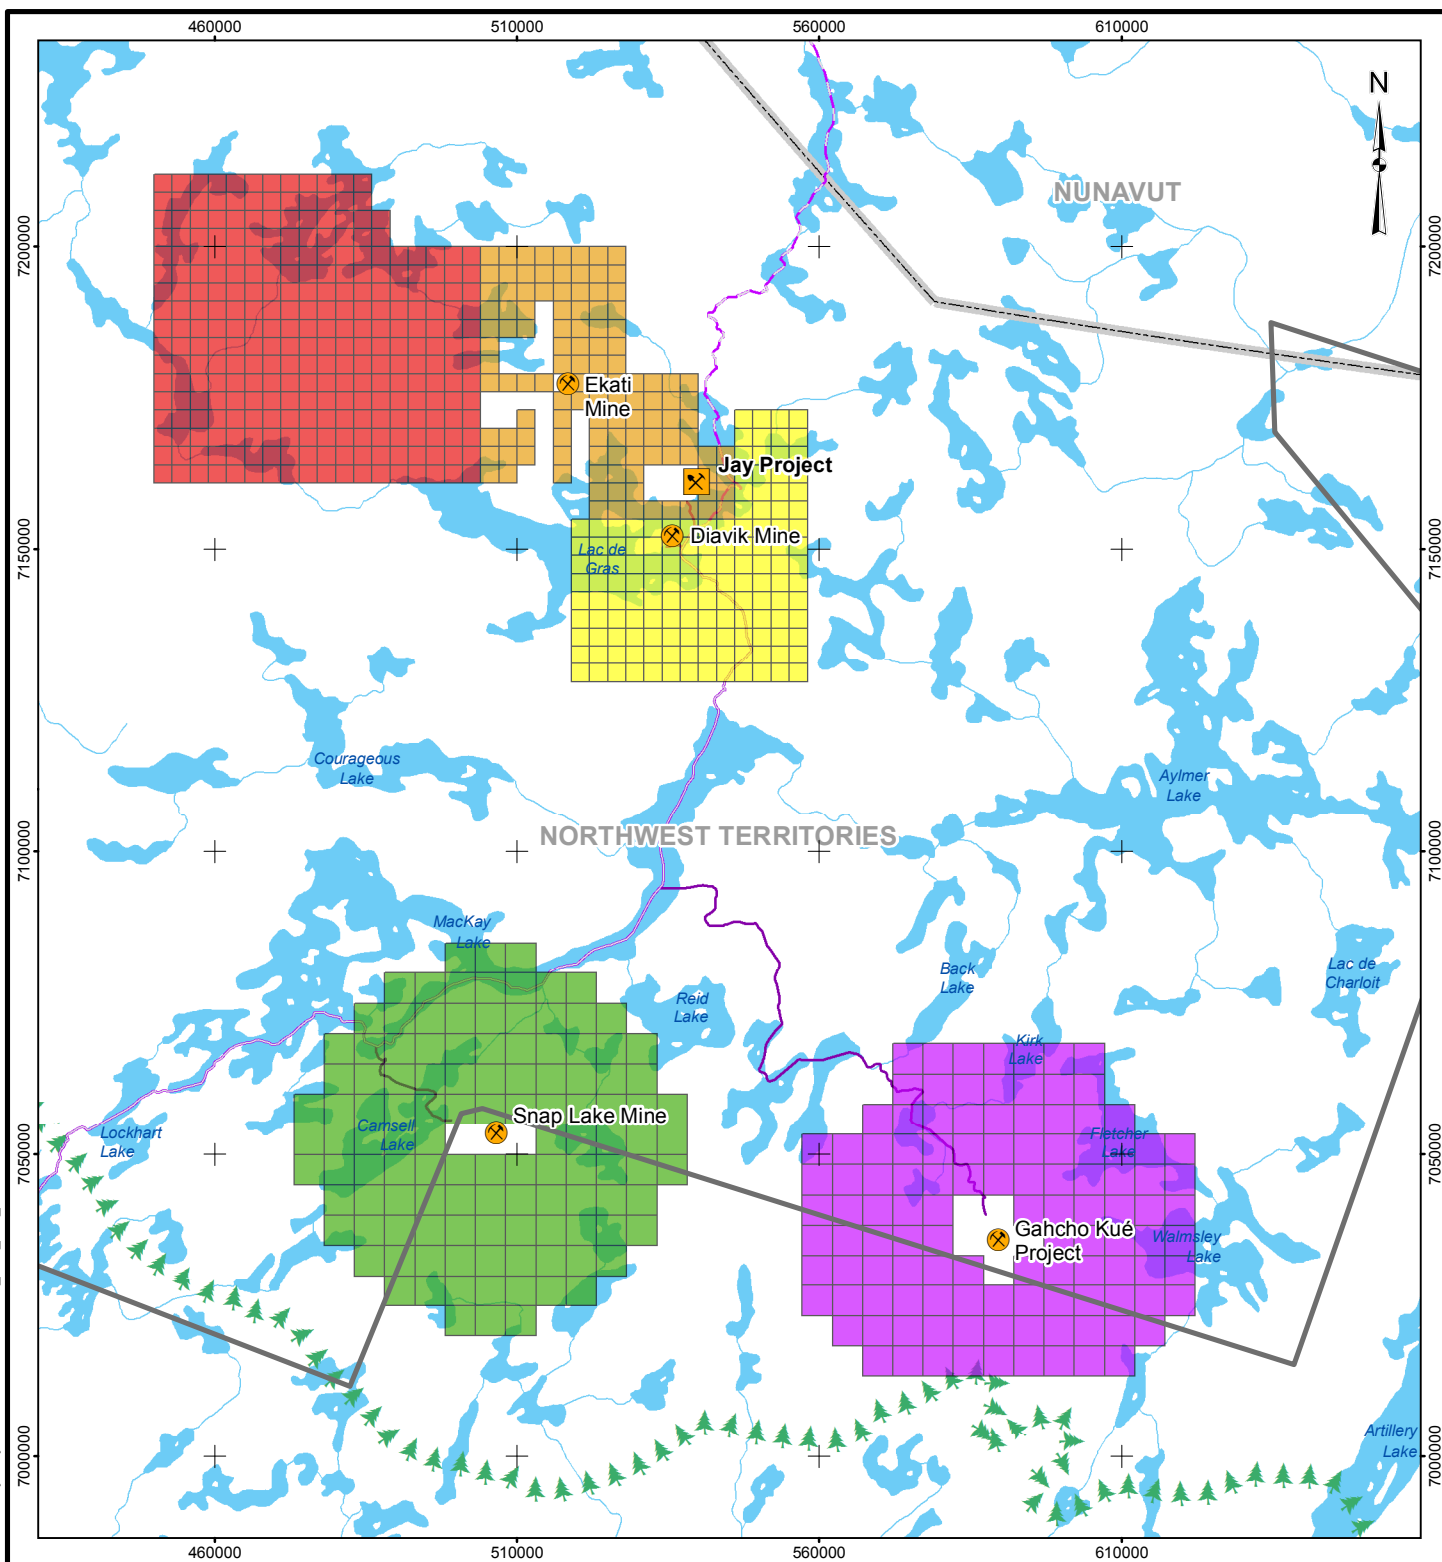 460000
510000
560000
610000
N
NUNAVUT
7200000
7200000
Ekati
Mine
Jay Project
Diavik Mine
Lac de
Gras
7150000
7150000
Courageous
Lake
Aylmer
Lake
NORTHWEST TERRITORIES
7100000
7100000
MacKay
Lake
Back
Lake
Lac de
Charloit
Reid
Lake
Kirk
Lake
Snap Lake Mine
Camsell
Lake
Lockhart
Lake
Fletcher
Lake
7050000
7050000
Gahcho Kué
Project
Walmsley
Lake
Artillery
Lake
7000000
7000000
460000
510000
560000
610000